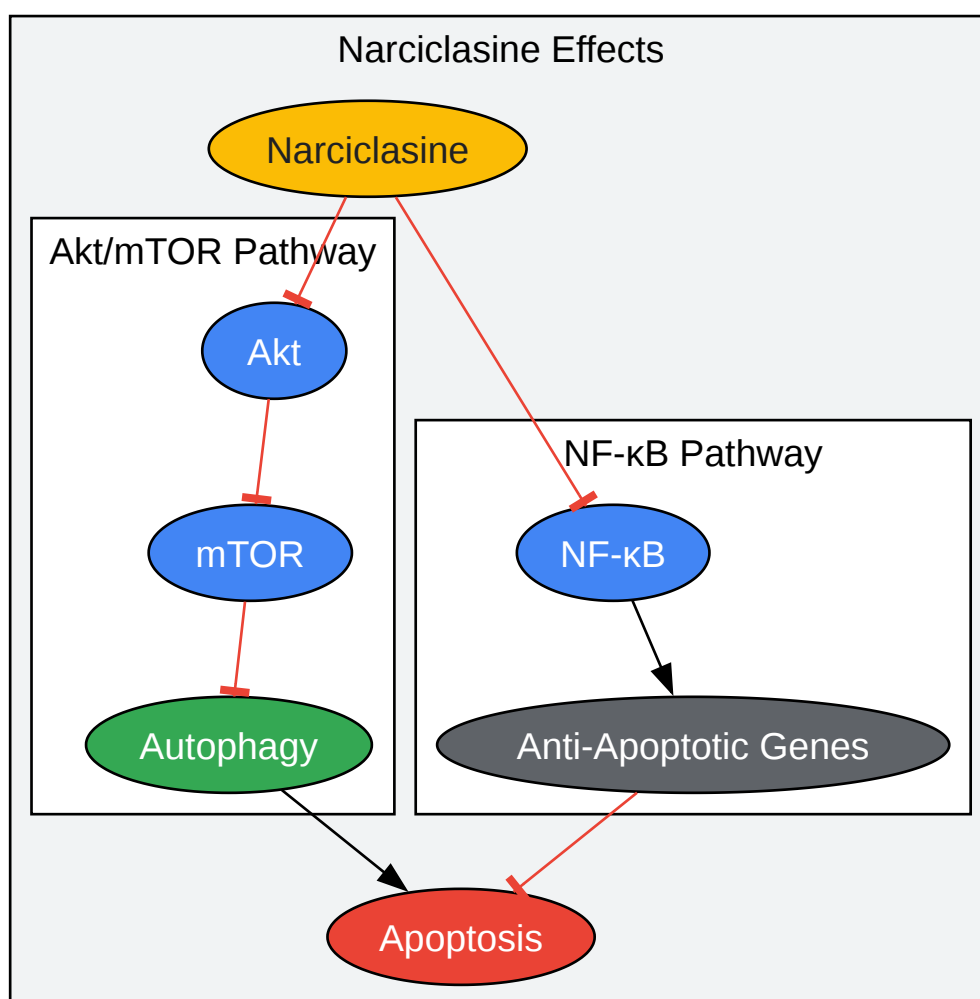 Narciclasine Effects
Narciclasine
Akt/mTOR Pathway
Akt
mTOR
Autophagy
NF-κB Pathway
NF-κB
Anti-Apoptotic Genes
Apoptosis